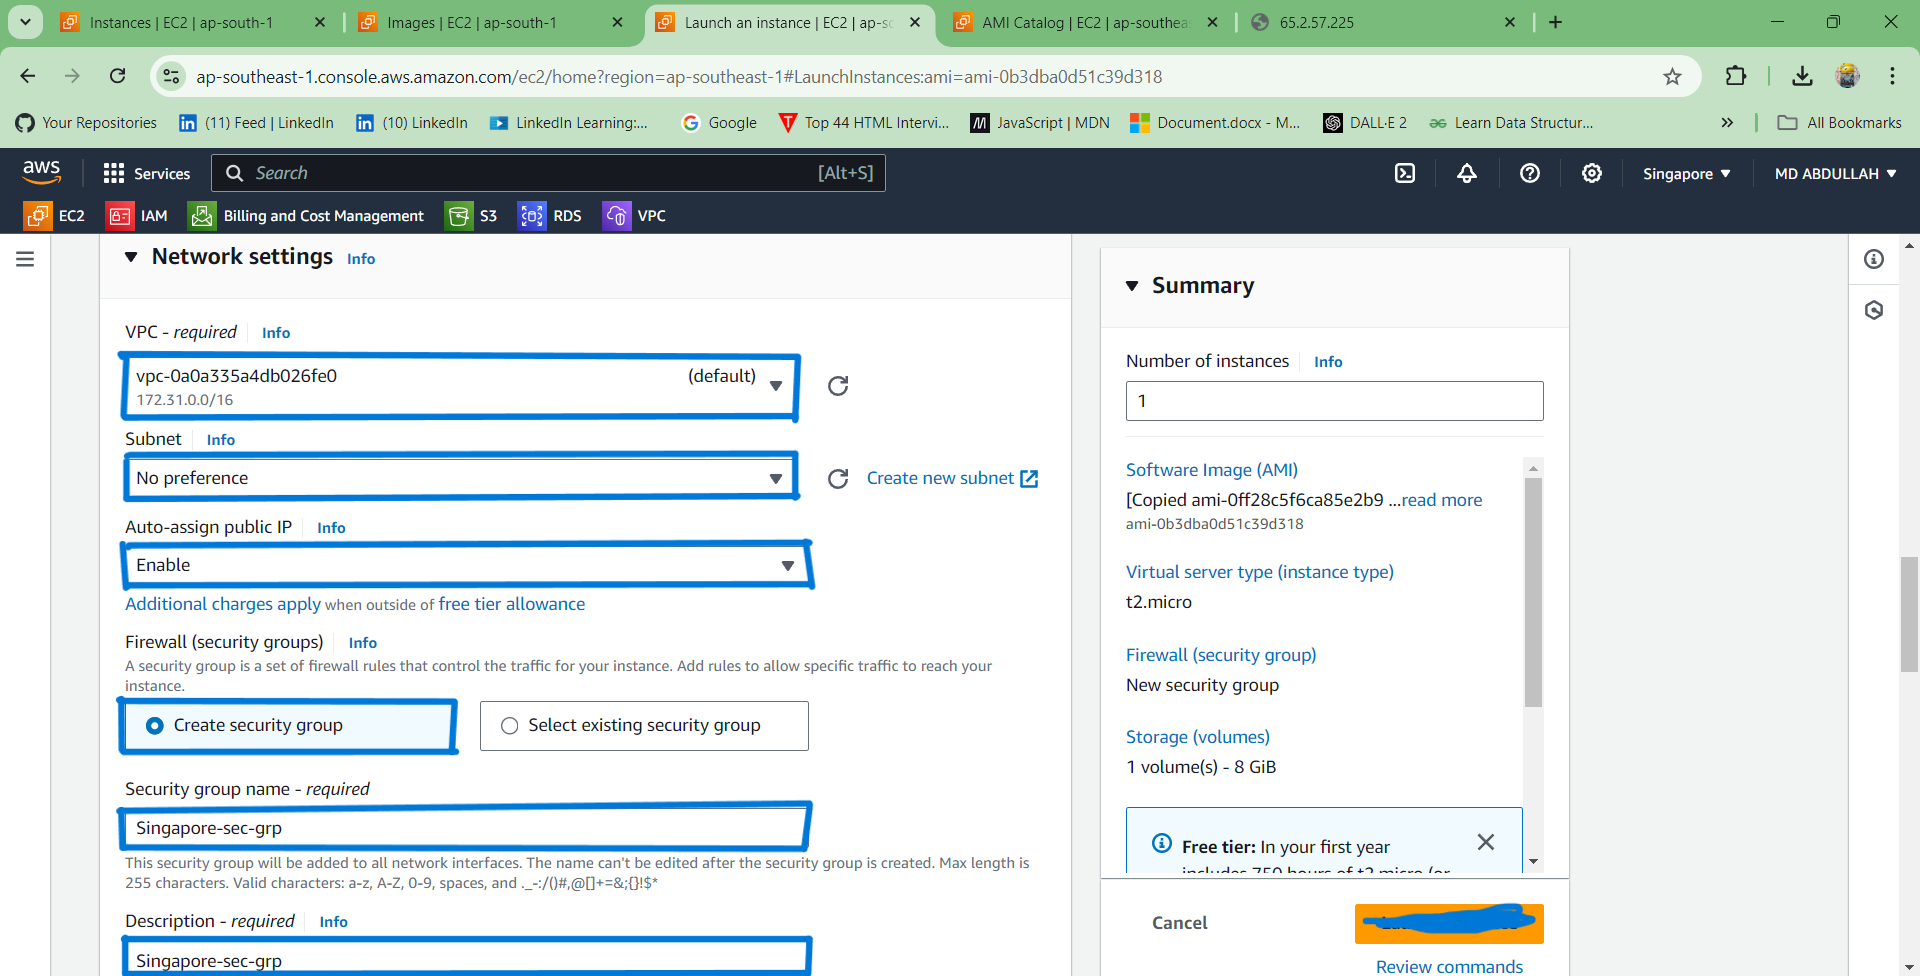 Instances | EC2 | ap-south-1
Images | EC2 | ap-south-1
Launch an instance | EC2 | ap-so
AMI Catalog | EC2 | ap-southeas
65.2.57.225
ap-southeast-1.console.aws.amazon.com/ec2/home?region=ap-southeast-1#LaunchInstances:ami=ami-0b3dba0d51c39d318
Your Repositories
(11) Feed | LinkedIn
(10) LinkedIn
LinkedIn Learning:...
Google
Top 44 HTML Intervi...
JavaScript | MDN
Document.docx - M...
DALL·E 2
Learn Data Structur...
All Bookmarks
aws
Services
Search
[Alt+S]
Singapore
MD ABDULLAH
EC2
IAM
Billing and Cost Management
S3
RDS
VPC
Network settings Info
VPC - required Info
vpc-0a0a335a4db026fe0 (default)
172.31.0.0/16
Subnet Info
No preference
Create new subnet
Auto-assign public IP Info
Enable
Additional charges apply when outside of free tier allowance
Firewall (security groups) Info
A security group is a set of firewall rules that control the traffic for your instance. Add rules to allow specific traffic to reach your
instance.
Create security group
Select existing security group
Security group name - required
Singapore-sec-grp
This security group will be added to all network interfaces. The name can't be edited after the security group is created. Max length is
255 characters. Valid characters: a-z, A-Z, 0-9, spaces, and ._-:/()#,@[]+=&;{}!$*
Description - required Info
Singapore-sec-grp
Summary
Number of instances Info
1
Software Image (AMI)
[Copied ami-0ff28c5f6ca85e2b9 ...read more
ami-0b3dba0d51c39d318
Virtual server type (instance type)
t2.micro
Firewall (security group)
New security group
Storage (volumes)
1 volume(s) - 8 GiB
Free tier: In your first year
includes 750 hours of t2.micro (or
Cancel
Review commands